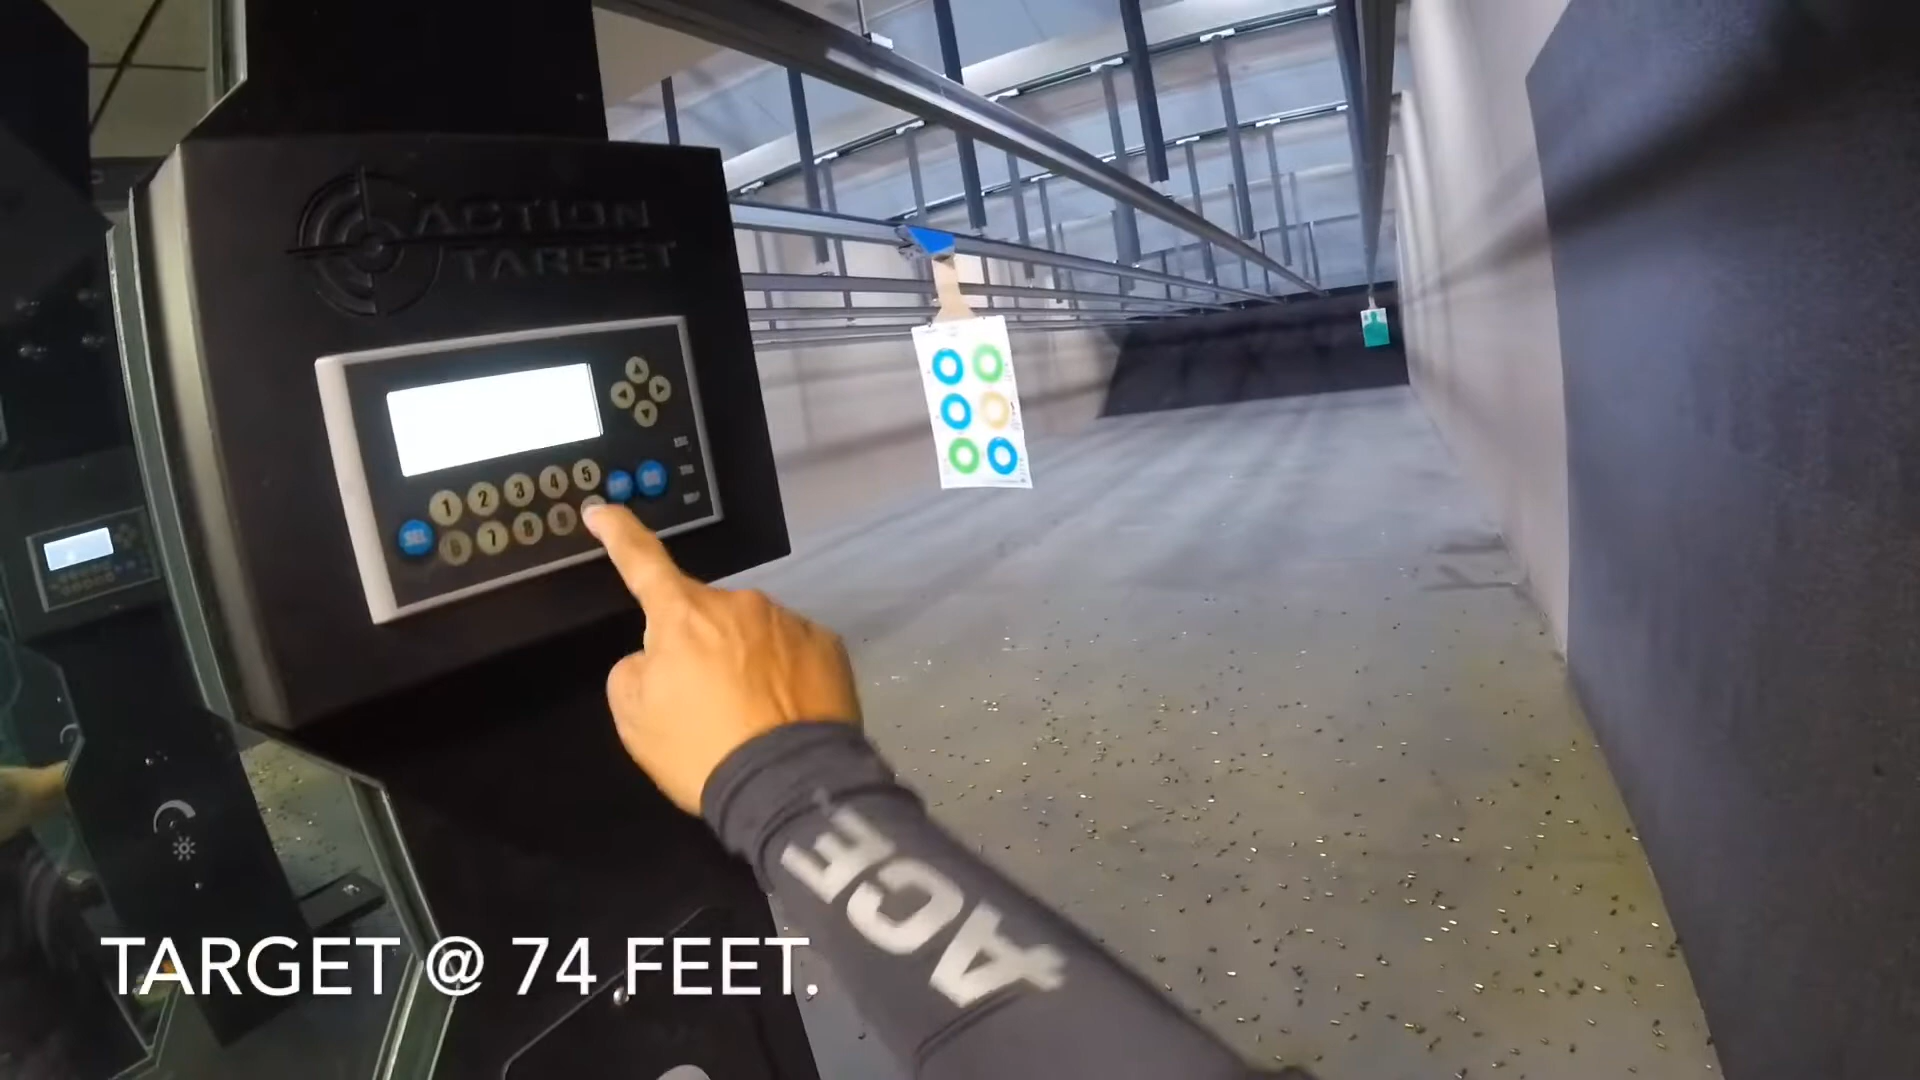 ACTION
TARGET
1 2 3 4 5
SEL 6 7 8 9
ACE
TARGET @ 74 FEET.